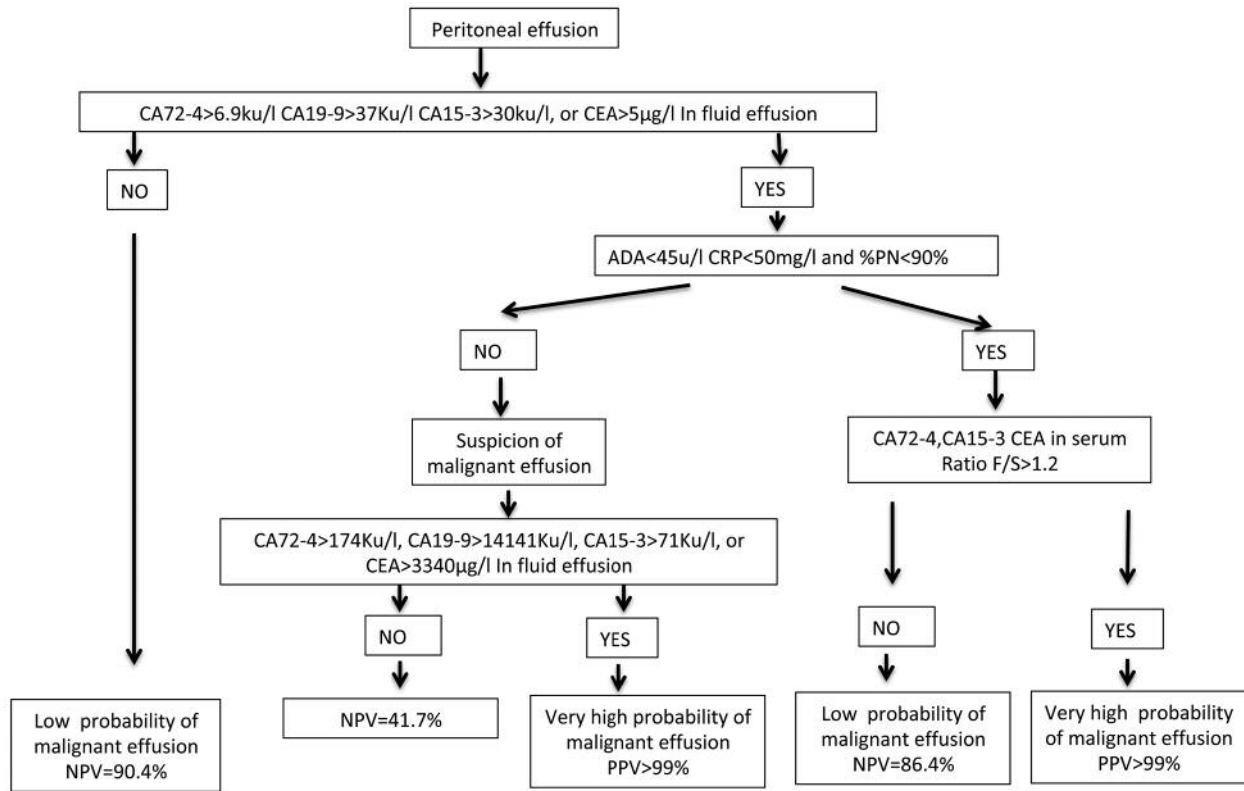 Peritoneal effusion
CA72-4>6.9ku/l CA19-9>37Ku/l CA15-3>30ku/l, or CEA>5µg/l In fluid effusion
NO
YES
ADA<45u/l CRP<50mg/l and %PN<90%
NO
YES
Suspicion of
malignant effusion
CA72-4,CA15-3 CEA in serum
Ratio F/S>1.2
CA72-4>174Ku/l, CA19-9>14141Ku/l, CA15-3>71Ku/l, or
CEA>3340µg/l In fluid effusion
NO
YES
NO
YES
Low probability of
malignant effusion
NPV=90.4%
NPV=41.7%
Very high probability of
malignant effusion
PPV>99%
Low probability of
malignant effusion
NPV=86.4%
Very high probability
of malignant effusion
PPV>99%